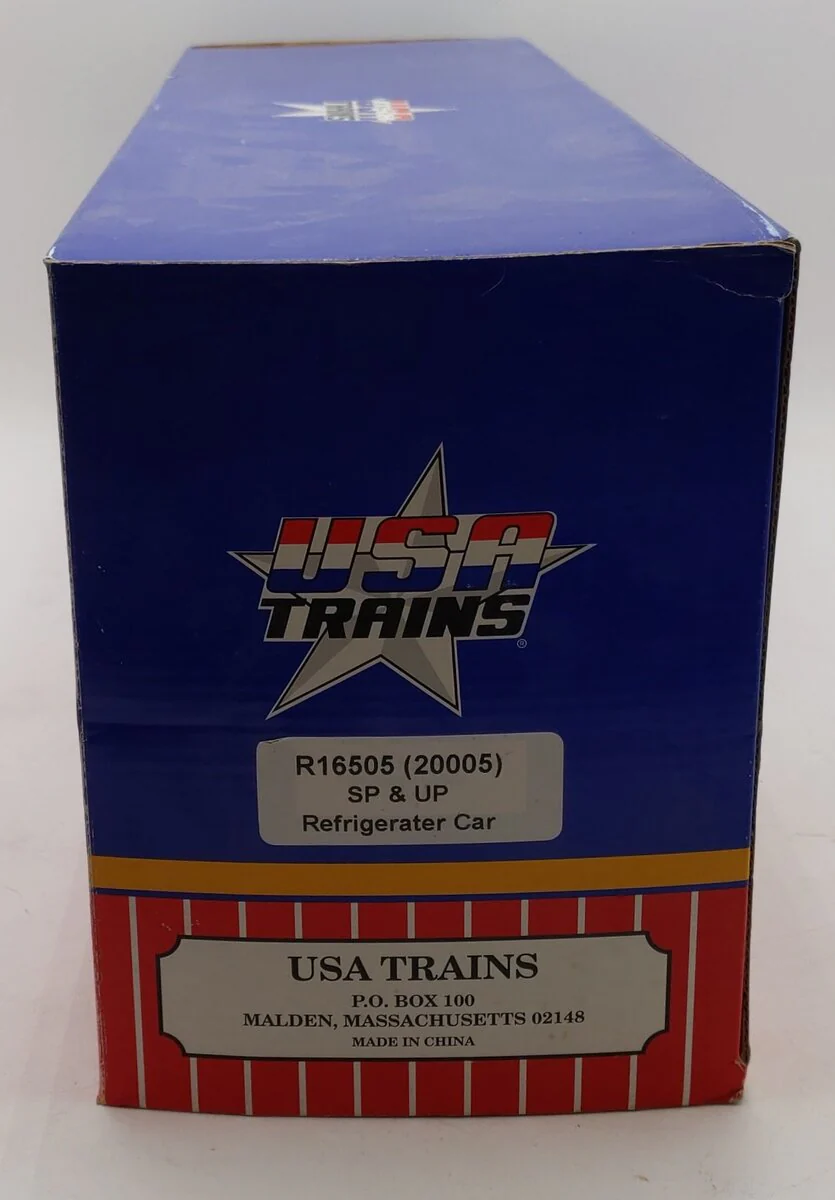 USA
TRAINS
®
R16505 (20005)
SP & UP
Refrigerater Car
USA TRAINS
P.O. BOX 100
MALDEN, MASSACHUSETTS 02148
MADE IN CHINA